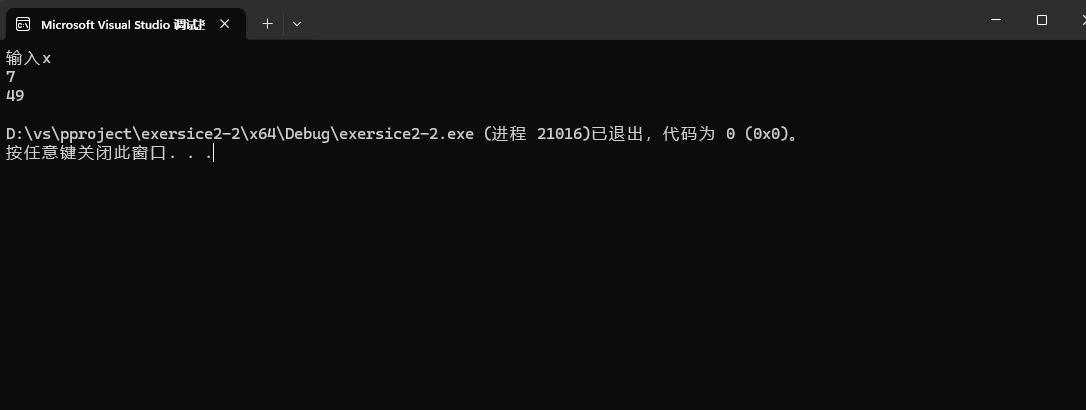 Microsoft Visual Studio 调试控
输入x
7
49
D:\vs\pproject\exersice2-2\x64\Debug\exersice2-2.exe (进程 21016)已退出，代码为 0 (0x0)。
按任意键关闭此窗口. . .